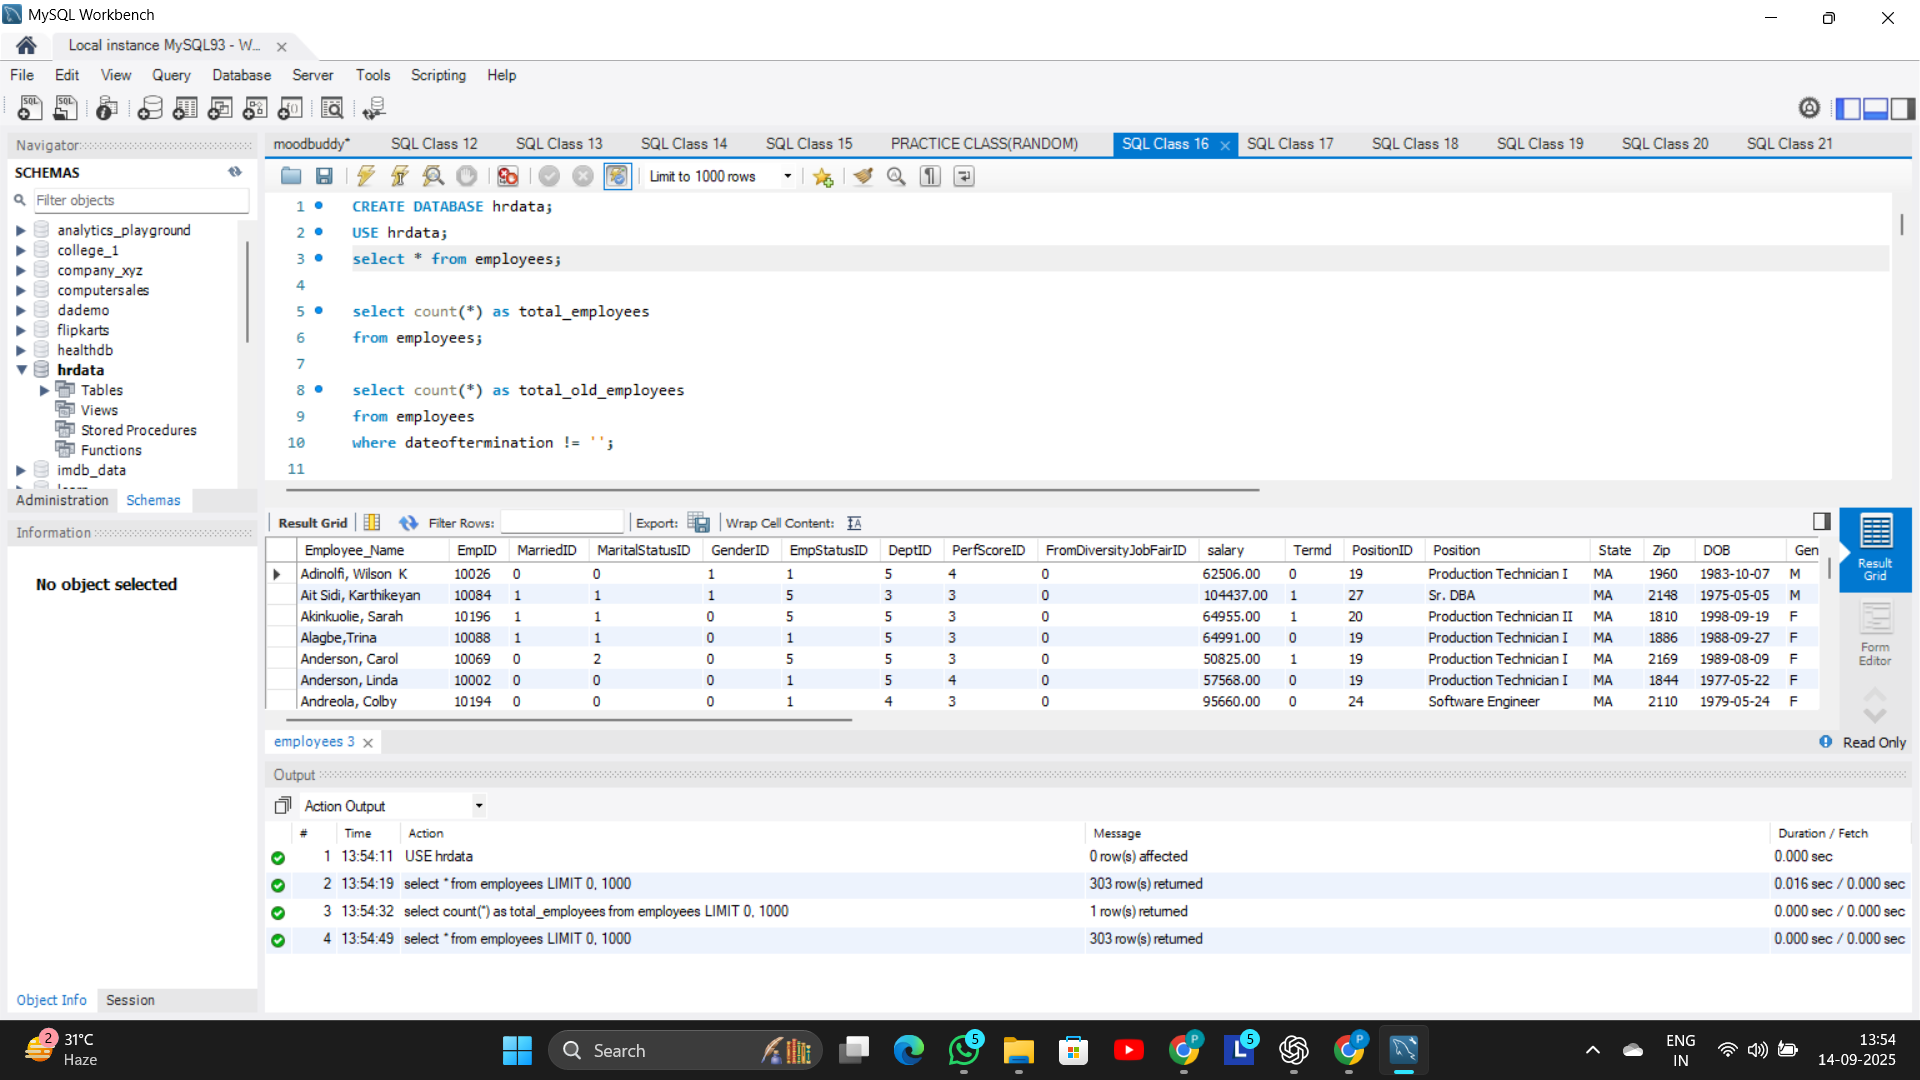 MySQL Workbench
Local instance MySQL93 - W...
File Edit View Query Database Server Tools Scripting Help
Navigator
moodbuddy* SQL Class 12 SQL Class 13 SQL Class 14 SQL Class 15 PRACTICE CLASS(RANDOM) SQL Class 16 SQL Class 17 SQL Class 18 SQL Class 19 SQL Class 20 SQL Class 21
SCHEMAS
Filter objects
analytics_playground
college_1
company_xyz
computersales
dademo
flipkarts
healthdb
hrdata
Tables
Views
Stored Procedures
Functions
imdb_data
Administration Schemas
Information
No object selected
Object Info Session
Limit to 1000 rows
1 CREATE DATABASE hrdata;
2 USE hrdata;
3 select * from employees;
4
5 select count(*) as total_employees
6 from employees;
7
8 select count(*) as total_old_employees
9 from employees
10 where dateoftermination != '';
11
Result Grid Filter Rows: Export: Wrap Cell Content:
Employee_Name EmpID MarriedID MaritalStatusID GenderID EmpStatusID DeptID PerfScoreID FromDiversityJobFairID salary Termd PositionID Position State Zip DOB Gen
Adinolfi, Wilson K 10026 0 0 1 1 5 4 0 62506.00 0 19 Production Technician I MA 1960 1983-10-07 M
Ait Sidi, Karthikeyan 10084 1 1 1 5 3 3 0 104437.00 1 27 Sr. DBA MA 2148 1975-05-05 M
Akinkuolie, Sarah 10196 1 1 0 5 5 3 0 64955.00 1 20 Production Technician II MA 1810 1998-09-19 F
Alagbe,Trina 10088 1 1 0 1 5 3 0 64991.00 0 19 Production Technician I MA 1886 1988-09-27 F
Anderson, Carol 10069 0 2 0 5 5 3 0 50825.00 1 19 Production Technician I MA 2169 1989-08-09 F
Anderson, Linda 10002 0 0 0 1 5 4 0 57568.00 0 19 Production Technician I MA 1844 1977-05-22 F
Andreola, Colby 10194 0 0 0 1 4 3 0 95660.00 0 24 Software Engineer MA 2110 1979-05-24 F
Result Grid
Form Editor
employees 3
Read Only
Output
Action Output
# Time Action Message Duration / Fetch
1 13:54:11 USE hrdata 0 row(s) affected 0.000 sec
2 13:54:19 select * from employees LIMIT 0, 1000 303 row(s) returned 0.016 sec / 0.000 sec
3 13:54:32 select count(*) as total_employees from employees LIMIT 0, 1000 1 row(s) returned 0.000 sec / 0.000 sec
4 13:54:49 select * from employees LIMIT 0, 1000 303 row(s) returned 0.000 sec / 0.000 sec
2
31°C
Haze
Search
5
5
ENG
IN
13:54
14-09-2025